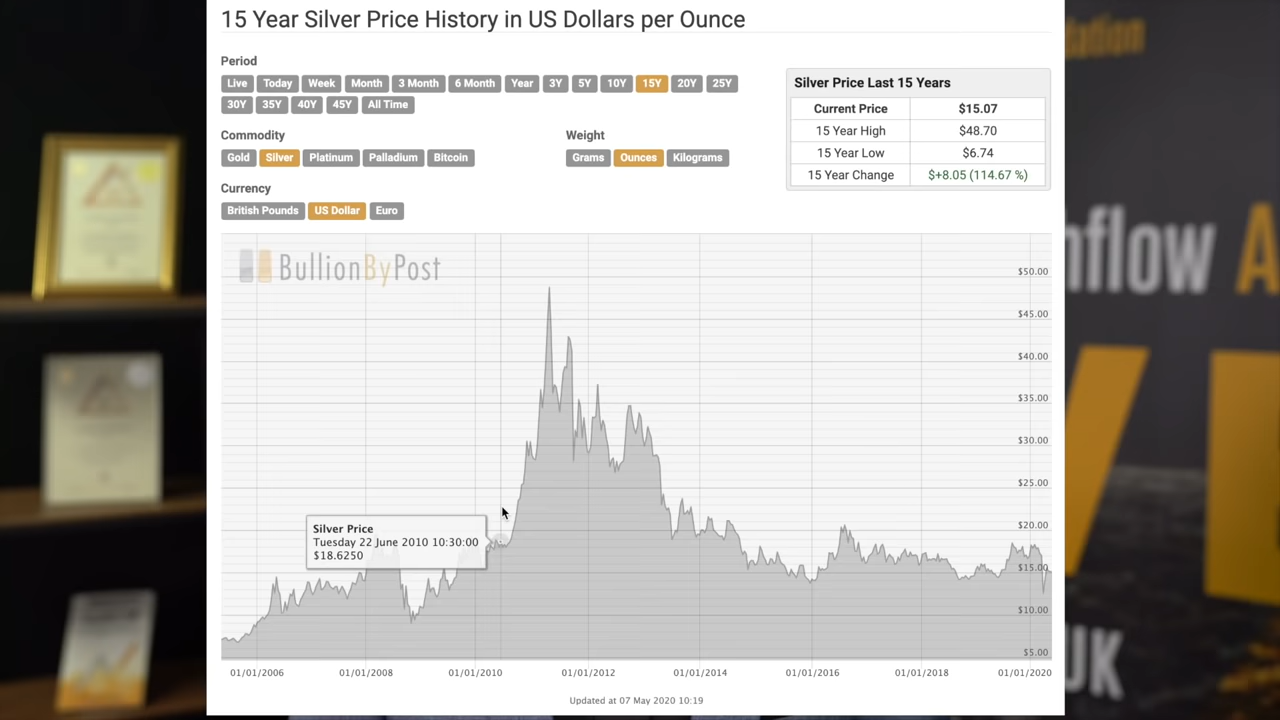 15 Year Silver Price History in US Dollars per Ounce
Period
Live Today Week Month 3 Month 6 Month Year 3Y 5Y 10Y 15Y 20Y 25Y
30Y 35Y 40Y 45Y All Time
Commodity
Gold Silver Platinum Palladium Bitcoin
Weight
Grams Ounces Kilograms
Currency
British Pounds US Dollar Euro
Silver Price Last 15 Years
Current Price $15.07
15 Year High $48.70
15 Year Low $6.74
15 Year Change $+8.05 (114.67 %)
BullionByPost
$50.00
$45.00
$40.00
$35.00
$30.00
$25.00
$20.00
$15.00
$10.00
$5.00
Silver Price
Tuesday 22 June 2010 10:30:00
$18.6250
01/01/2006 01/01/2008 01/01/2010 01/01/2012 01/01/2014 01/01/2016 01/01/2018 01/01/2020
Updated at 07 May 2020 10:19
dation
hflow A
UK